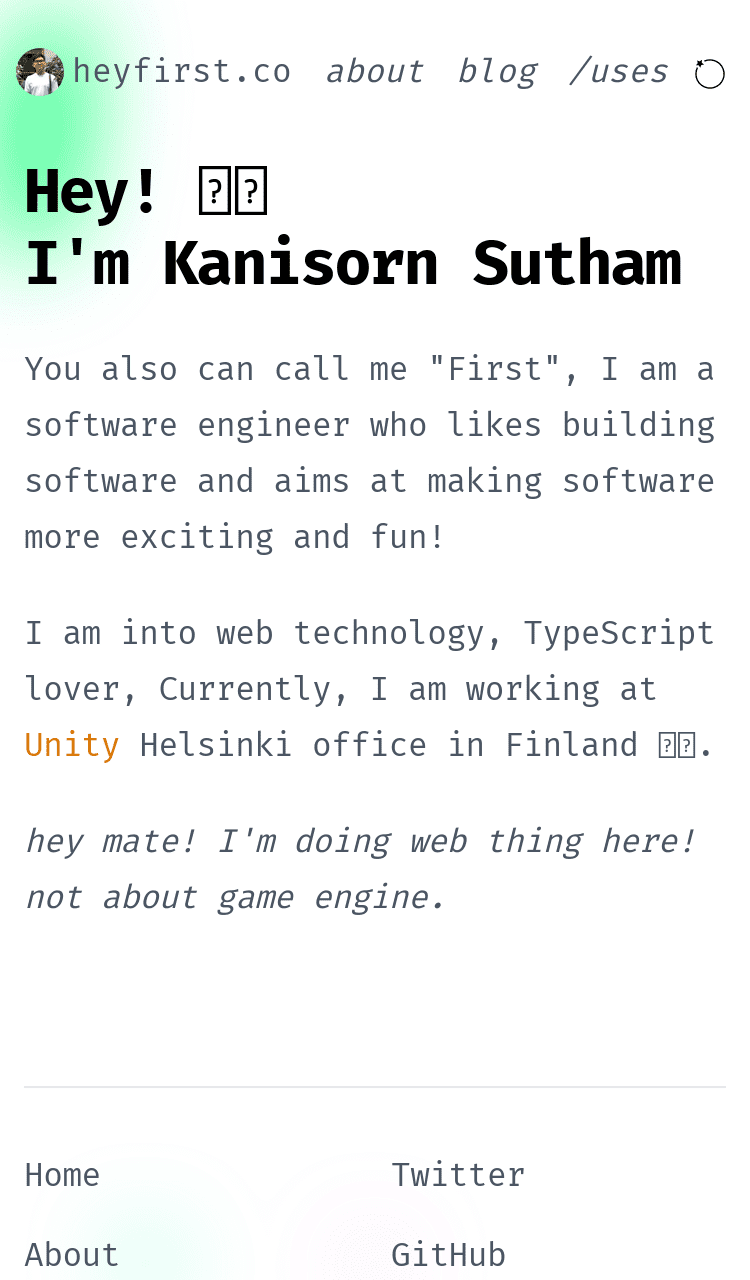 heyfirst.co about blog /uses
Hey!
I'm Kanisorn Sutham
You also can call me "First", I am a
software engineer who likes building
software and aims at making software
more exciting and fun!
I am into web technology, TypeScript
lover, Currently, I am working at
Unity Helsinki office in Finland .
hey mate! I'm doing web thing here!
not about game engine.
Home Twitter
About GitHub